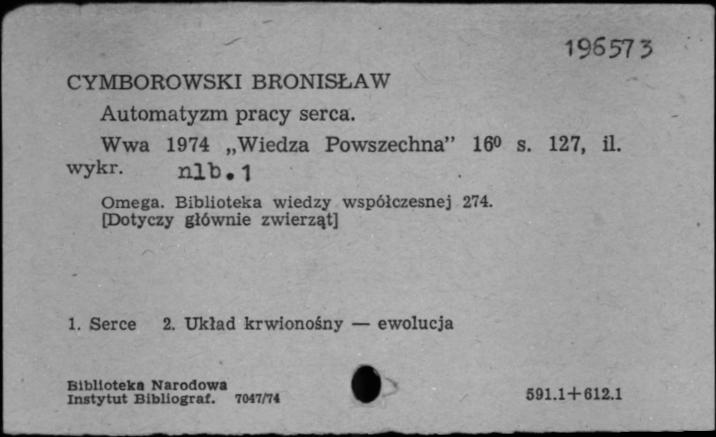 196573
CYMBOROWSKI BRONISŁAW
Automatyzm pracy serca.
Wwa 1974 „Wiedza Powszechna” 16⁰ s. 127, il.
wykr. nlb. 1
Omega. Biblioteka wiedzy współczesnej 274.
[Dotyczy głównie zwierząt]
1. Serce 2. Układ krwionośny — ewolucja
Biblioteka Narodowa
Instytut Bibliograf. 7047/74
591.1+612.1